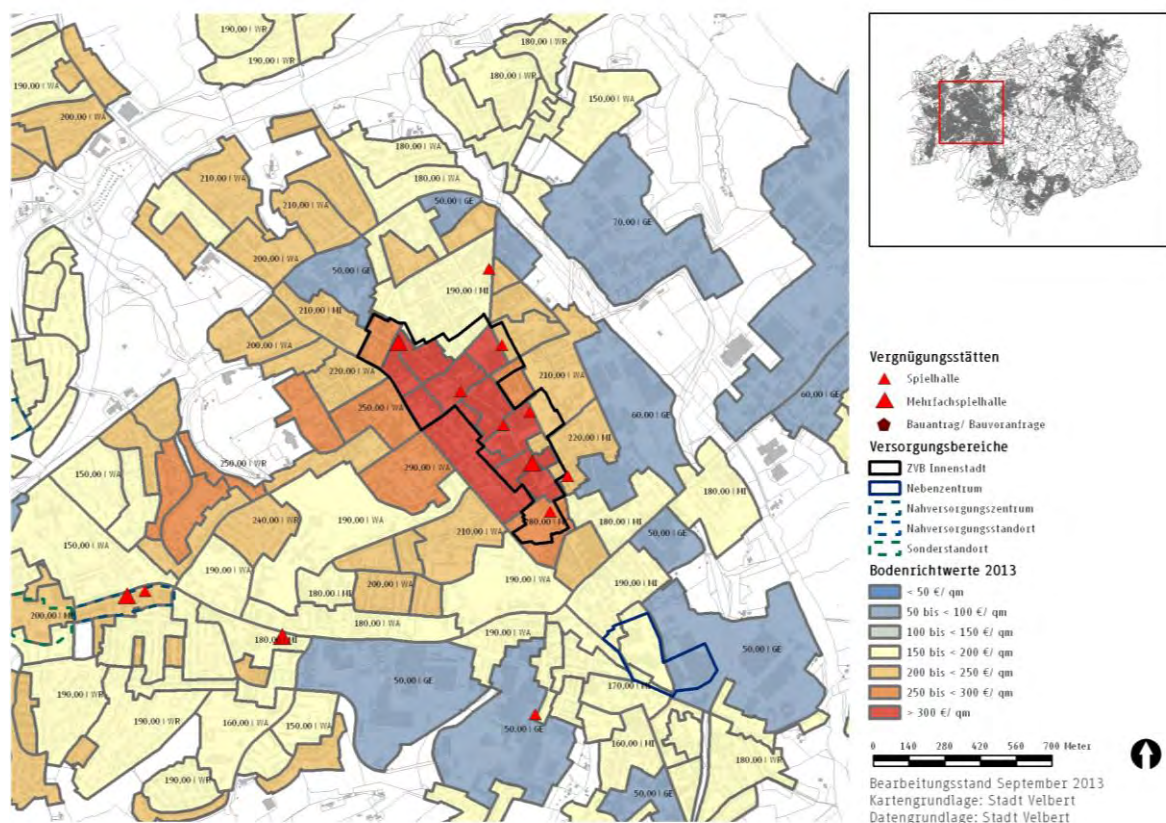 190,00 | WR
180,00 | WR
190,00 | WA
190,00 | WR
180,00 | WR
150,00 | WA
200,00 | WA
180,00 | WA
210,00 | WA
180,00 | WA
210,00 | WA
50,00 | GE
70,00 | GE
200,00 | WA
50,00 | GE
190,00 | MI
210,00 | MI
200,00 | WA
220,00 | WA
210,00 | WA
60,00 | GE
250,00 | WA
60,00 | GE
220,00 | MI
250,00 | WR
290,00 | WA
150,00 | WA
180,00 | MI
240,00 | WR
190,00 | WA
180,00 | MI
210,00 | WA
50,00 | GE
150,00 | WA
190,00 | WA
200,00 | WA
190,00 | WA
190,00 | MI
180,00 | MI
200,00 | MI
180,00 | WA
190,00 | WA
180,00 | MI
50,00 | GE
50,00 | GE
170,00 | MI
190,00 | WR
190,00 | WR
160,00 | WA
150,00 | WA
50,00 | GE
160,00 | MI
180,00 | WR
190,00 | WR
50,00 | GE
Vergnügungsstätten
Spielhalle
Mehrfachspielhalle
Bauantrag/ Bauvoranfrage
Versorgungsbereiche
ZVB Innenstadt
Nebenzentrum
Nahversorgungszentrum
Nahversorgungsstandort
Sonderstandort
Bodenrichtwerte 2013
< 50 €/ qm
50 bis < 100 €/ qm
100 bis < 150 €/ qm
150 bis < 200 €/ qm
200 bis < 250 €/ qm
250 bis < 300 €/ qm
> 300 €/ qm
0 140 280 420 560 700 Meter
Bearbeitungsstand September 2013
Kartengrundlage: Stadt Velbert
Datengrundlage: Stadt Velbert